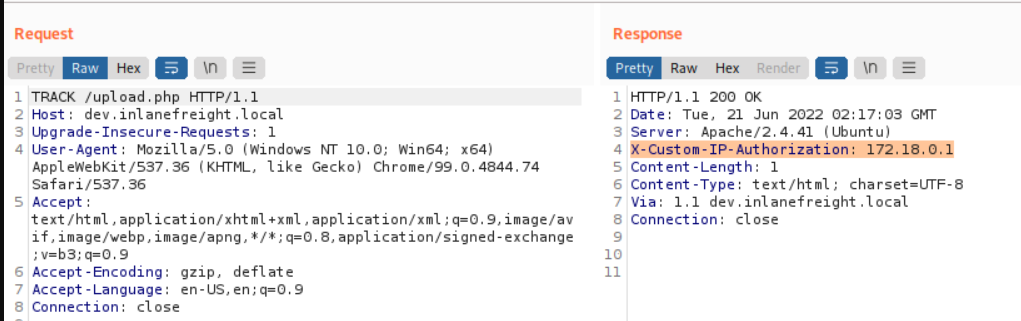 Request
Pretty Raw Hex \n
1 TRACK /upload.php HTTP/1.1
2 Host: dev.inlanefreight.local
3 Upgrade-Insecure-Requests: 1
4 User-Agent: Mozilla/5.0 (Windows NT 10.0; Win64; x64)
AppleWebKit/537.36 (KHTML, like Gecko) Chrome/99.0.4844.74
Safari/537.36
5 Accept:
text/html,application/xhtml+xml,application/xml;q=0.9,image/av
if,image/webp,image/apng,*/*;q=0.8,application/signed-exchange
;v=b3;q=0.9
6 Accept-Encoding: gzip, deflate
7 Accept-Language: en-US,en;q=0.9
8 Connection: close
Response
Pretty Raw Hex Render \n
1 HTTP/1.1 200 OK
2 Date: Tue, 21 Jun 2022 02:17:03 GMT
3 Server: Apache/2.4.41 (Ubuntu)
4 X-Custom-IP-Authorization: 172.18.0.1
5 Content-Length: 1
6 Content-Type: text/html; charset=UTF-8
7 Via: 1.1 dev.inlanefreight.local
8 Connection: close
9
10
11